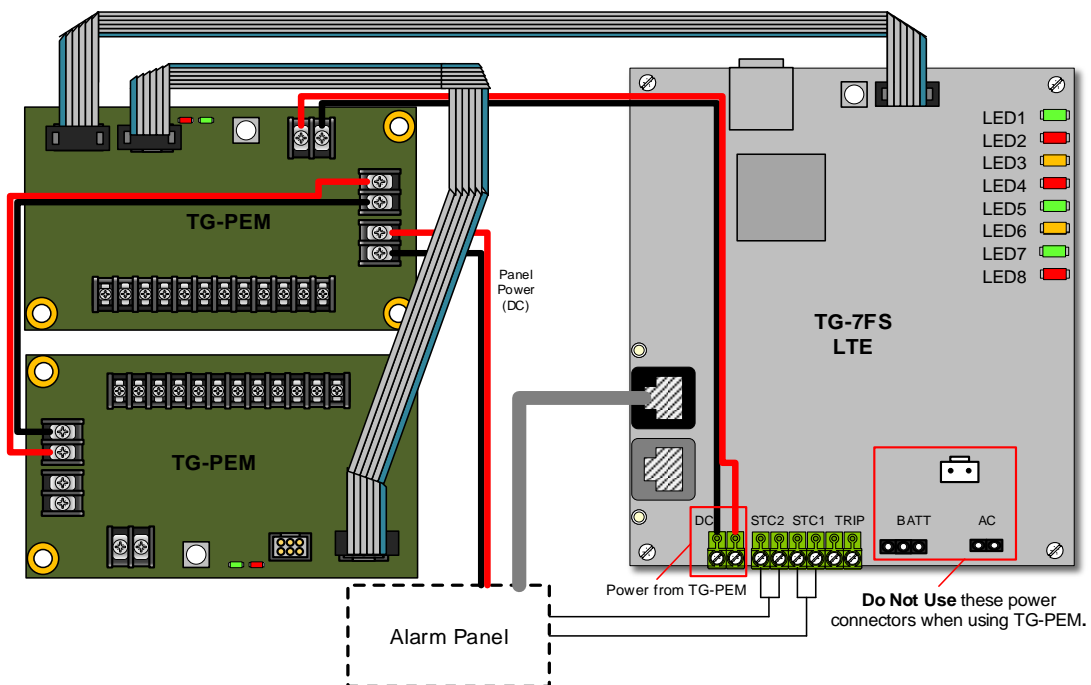 TG-PEM
Panel
Power
(DC)
TG-PEM
LED1
LED2
LED3
LED4
LED5
LED6
LED7
LED8
TG-7FS
LTE
DC
STC2
STC1
TRIP
BATT
AC
Power from TG-PEM
Do Not Use these power
connectors when using TG-PEM.
Alarm Panel